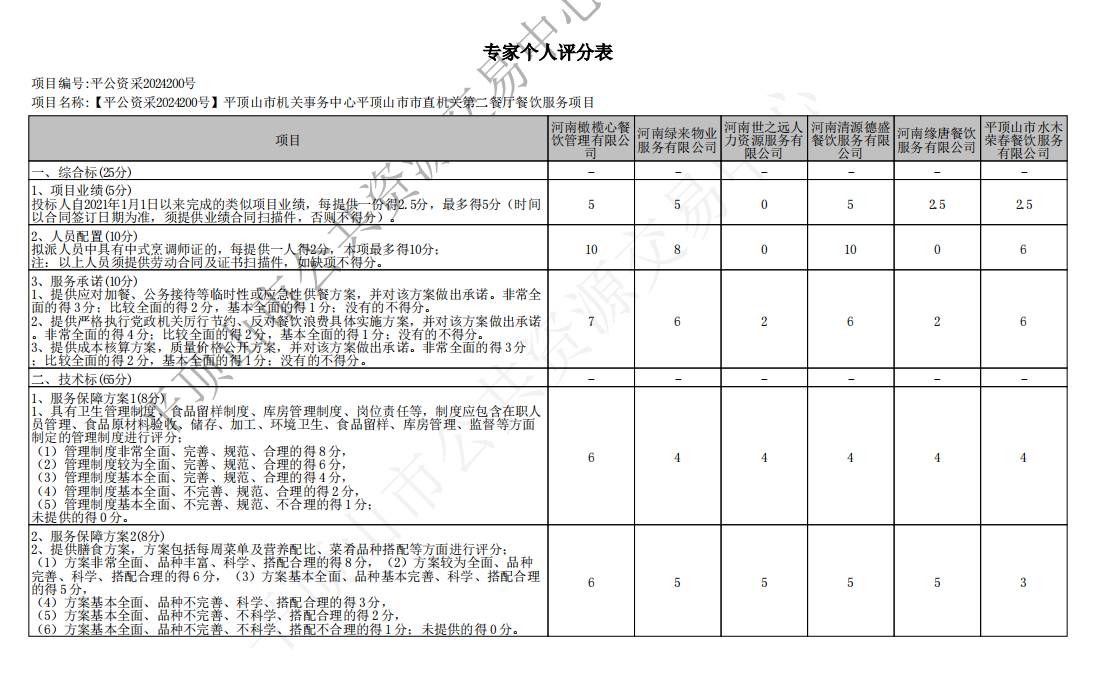 专家个人评分表
项目编号:平公资采2024200号
项目名称:【平公资采2024200号】平顶山市机关事务中心平顶山市市直机关第二餐厅餐饮服务项目
项目
河南橄榄心餐
饮管理有限公
司
河南绿来物业
服务有限公司
河南世之远人
力资源服务有
限公司
河南清源德盛
餐饮服务有限
公司
河南缘唐餐饮
服务有限公司
平顶山市水木
荣春餐饮服务
有限公司
一、综合标(25分) - - - - - -
1、项目业绩(5分)
投标人自2021年1月1日以来完成的类似项目业绩，每提供一份得2.5分，最多得5分（时间
以合同签订日期为准，须提供业绩合同扫描件，否则不得分）。
5 5 0 5 2.5 2.5
2、人员配置(10分)
拟派人员中具有中式烹调师证的，每提供一人得2分，本项最多得10分；
注：以上人员须提供劳动合同及证书扫描件，如缺项不得分。
10 8 0 10 0 6
3、服务承诺(10分)
1、提供应对加餐、公务接待等临时性或应急性供餐方案，并对该方案做出承诺。非常全
面的得３分；比较全面的得２分，基本全面的得１分；没有的不得分。
2、提供严格执行党政机关厉行节约、反对餐饮浪费具体实施方案，并对该方案做出承诺
。非常全面的得４分；比较全面的得２分，基本全面的得１分；没有的不得分。
3、提供成本核算方案，质量价格公开方案，并对该方案做出承诺。非常全面的得３分
；比较全面的得２分，基本全面的得１分；没有的不得分。
7 6 2 6 2 6
二、技术标(65分) - - - - - -
1、服务保障方案1(8分)
1、具有卫生管理制度、食品留样制度、库房管理制度、岗位责任等，制度应包含在职人
员管理、食品原材料验收、储存、加工、环境卫生、食品留样、库房管理、监督等方面
制定的管理制度进行评分；
（1）管理制度非常全面、完善、规范、合理的得８分，
（2）管理制度较为全面、完善、规范、合理的得６分，
（3）管理制度基本全面、完善、规范、合理的得４分，
（4）管理制度基本全面、不完善、规范、合理的得２分，
（5）管理制度基本全面、不完善、规范、不合理的得１分；
未提供的得０分。
6 4 4 4 4 4
2、服务保障方案2(8分)
2、提供膳食方案，方案包括每周菜单及营养配比、菜肴品种搭配等方面进行评分；
（1）方案非常全面、品种丰富、科学、搭配合理的得８分，（2）方案较为全面、品种
完善、科学、搭配合理的得６分，（3）方案基本全面、品种基本完善、科学、搭配合理
的得５分，
（4）方案基本全面、品种不完善、科学、搭配合理的得３分，
（5）方案基本全面、品种不完善、不科学、搭配合理的得２分，
（6）方案基本全面、品种不完善、不科学、搭配不合理的得１分；未提供的得０分。
6 5 5 5 5 3
平顶山市公共资源交易中心
平顶山市公共资源交易中心